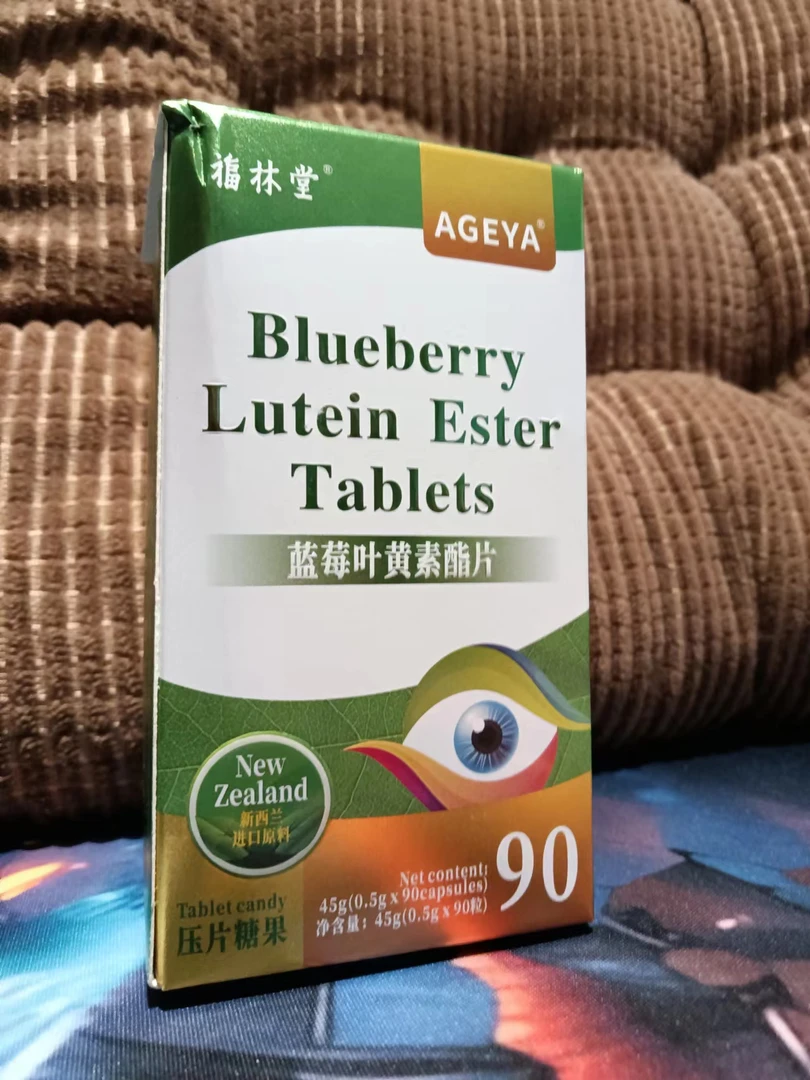 福林堂®
AGEYA®
Blueberry
Lutein Ester
Tablets
蓝莓叶黄素酯片
New
Zealand
新西兰
进口原料
Tablet candy
压片糖果
Net content:
45g(0.5g x 90capsules)
净含量：45g(0.5g x 90粒)
90